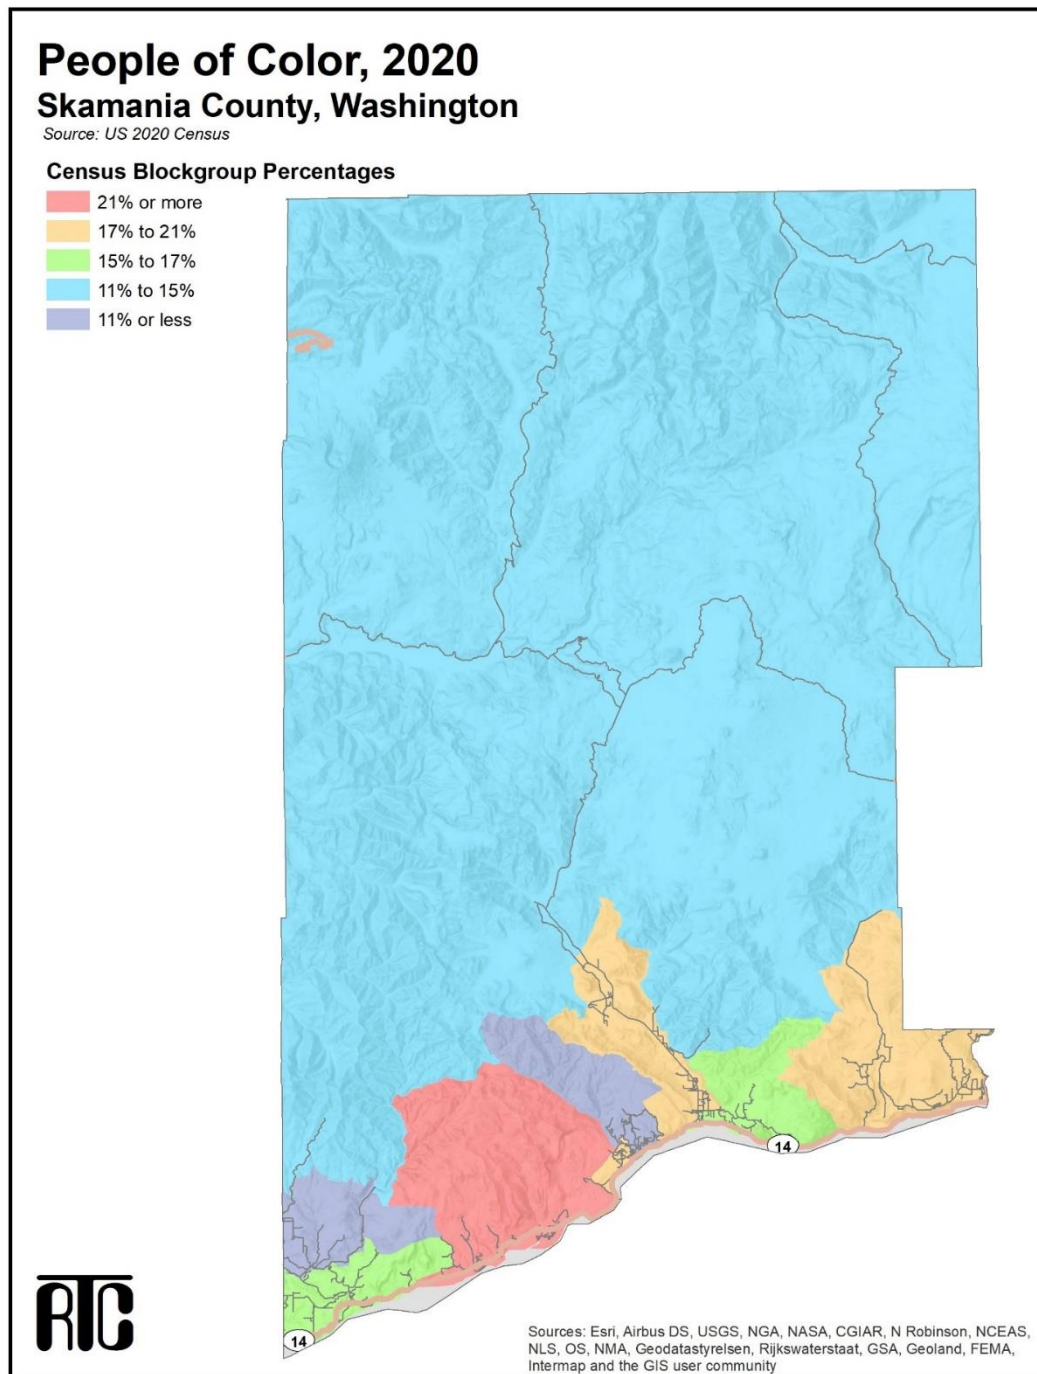 People of Color, 2020
Skamania County, Washington
Source: US 2020 Census
Census Blockgroup Percentages
21% or more
17% to 21%
15% to 17%
11% to 15%
11% or less
14
14
RTC
Sources: Esri, Airbus DS, USGS, NGA, NASA, CGIAR, N Robinson, NCEAS,
NLS, OS, NMA, Geodatastyrelsen, Rijkswaterstaat, GSA, Geoland, FEMA,
Intermap and the GIS user community